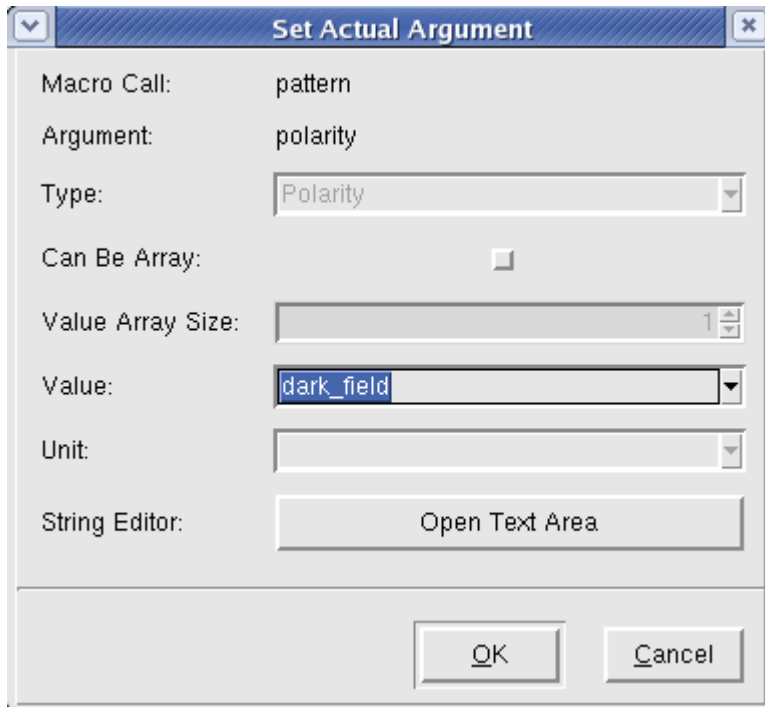 Set Actual Argument
Macro Call: pattern
Argument: polarity
Type: Polarity
Can Be Array:
Value Array Size: 1
Value: dark_field
Unit:
String Editor: Open Text Area
OK Cancel